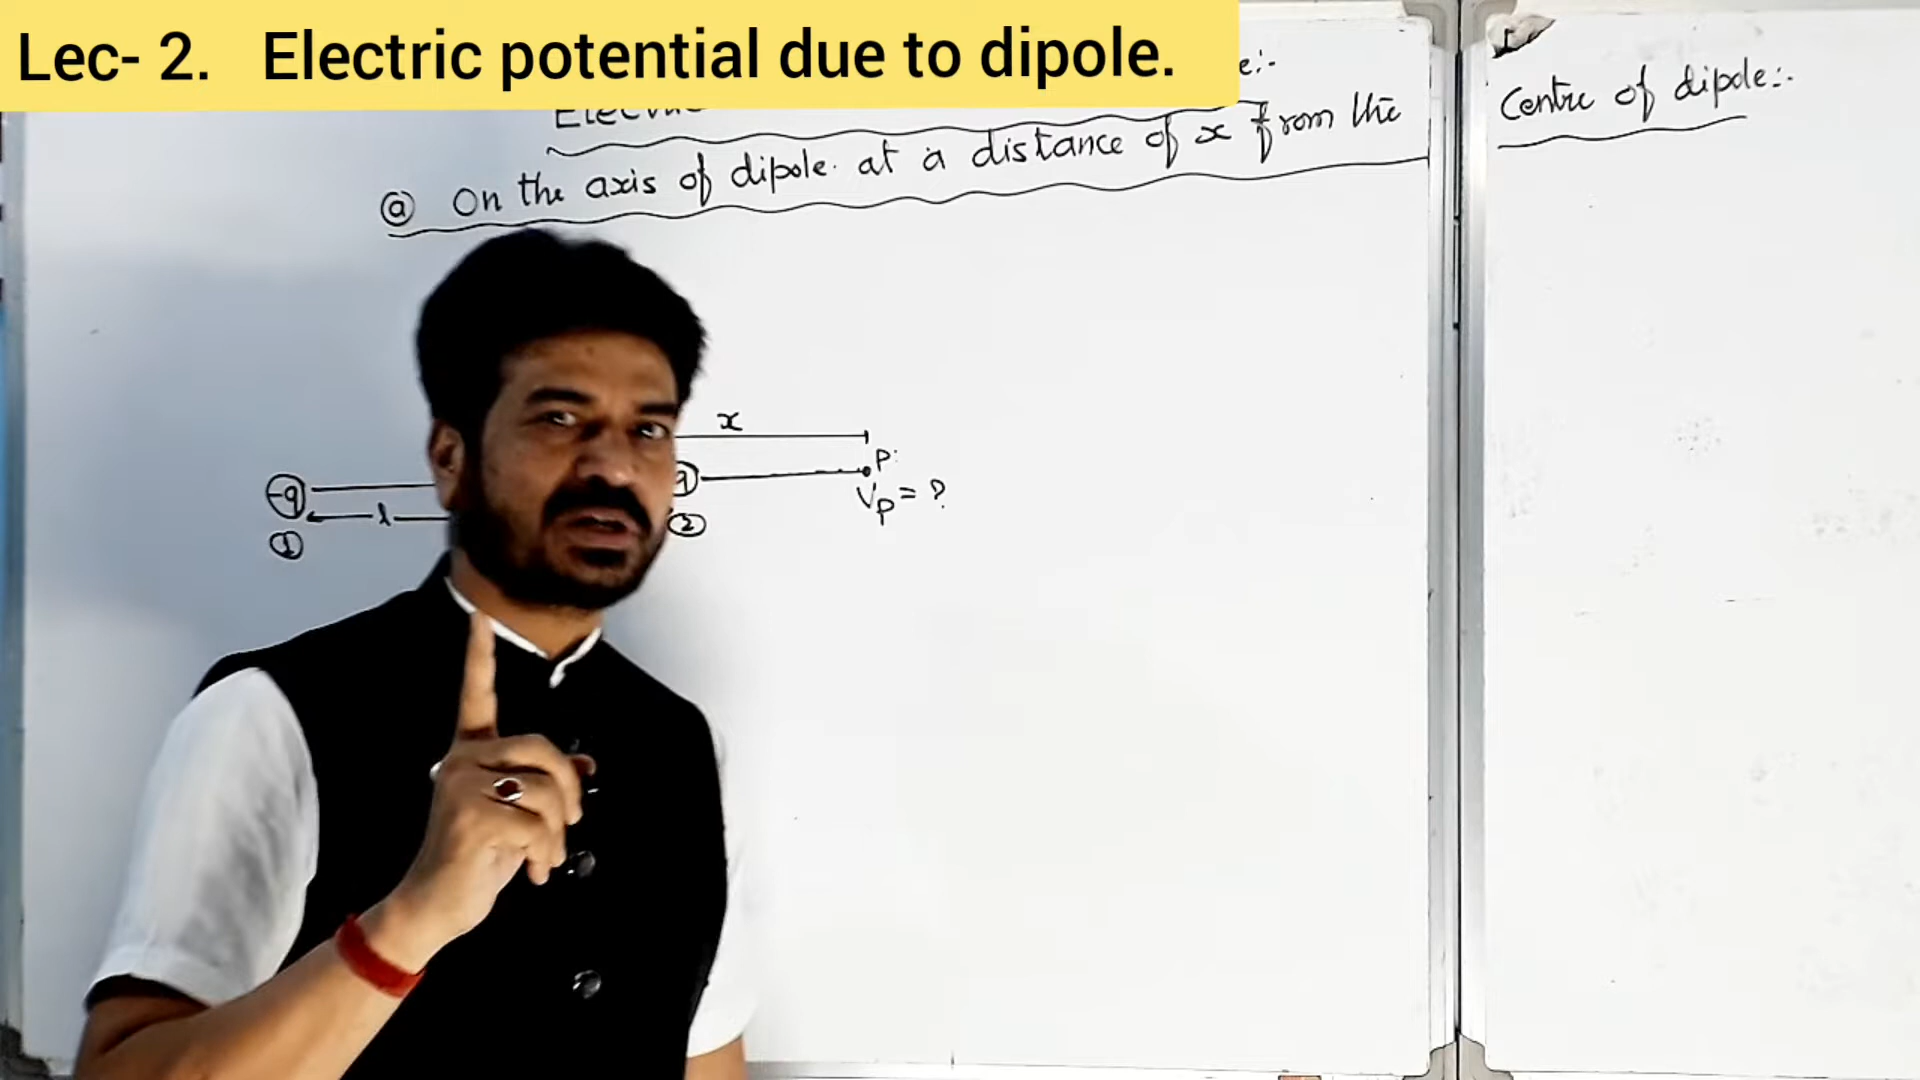 Lec- 2. Electric potential due to dipole.
e:-
@ On the axis of dipole. at a distance of x from the
Centre of dipole:-
x
P:
-q
q
Vp = ?
l
1
2